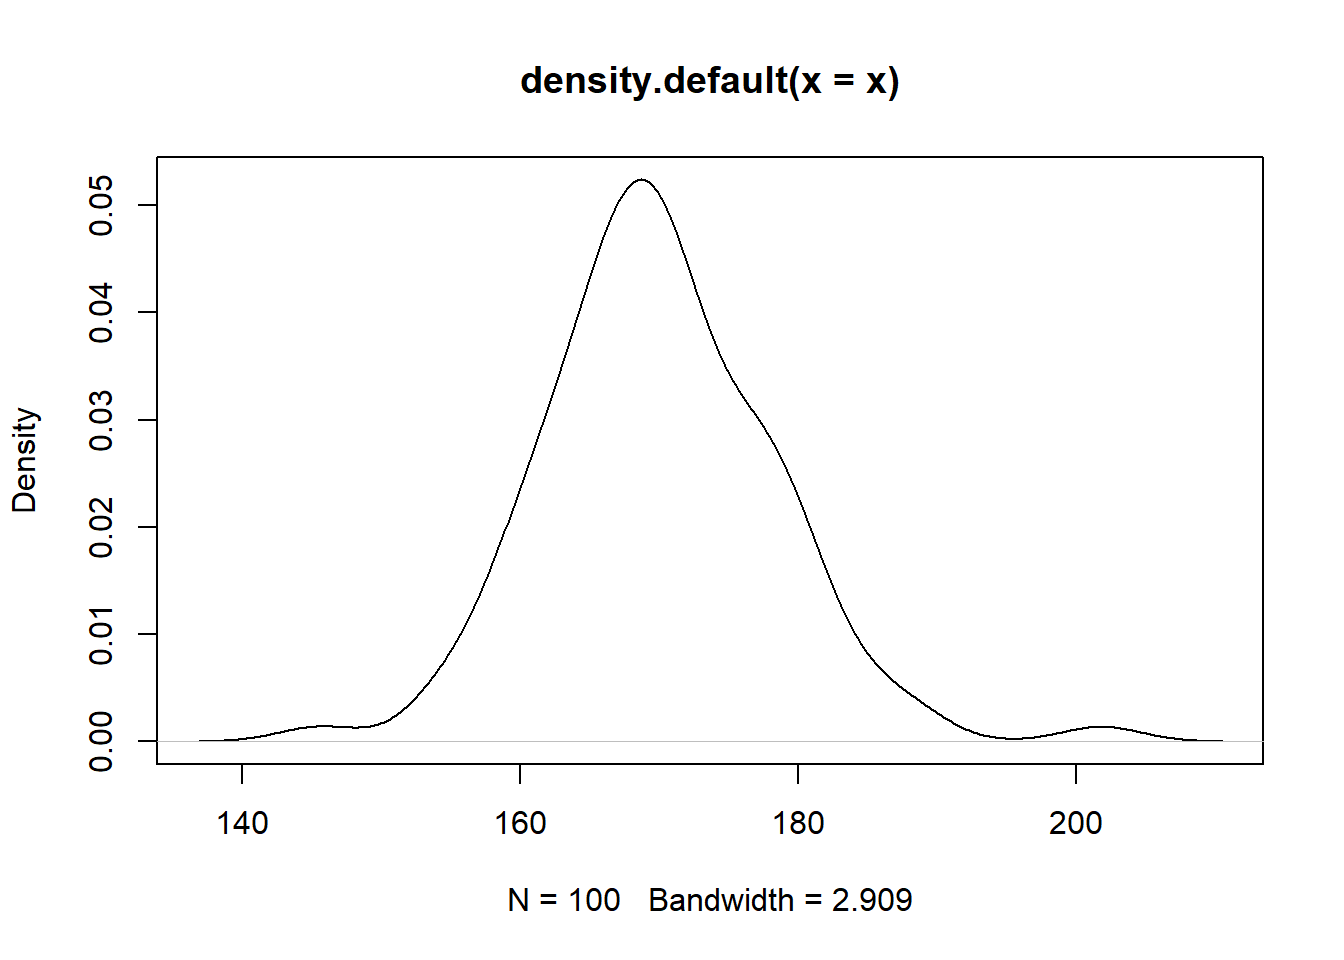 density.default(x = x)
Density
0.05
0.04
0.03
0.02
0.01
0.00
140 160 180 200
N = 100 Bandwidth = 2.909